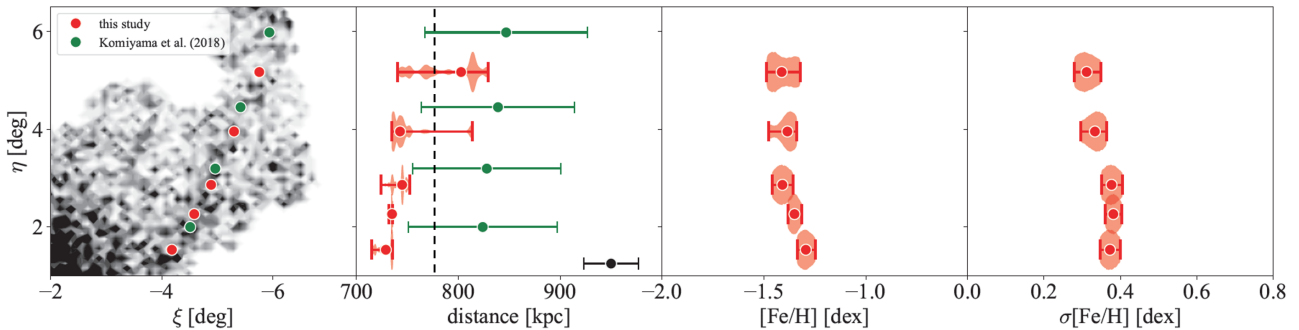 6
4
2
η [deg]
this study
Komiyama et al. (2018)
−2 −4 −5 −6
ξ [deg]
700 800 900
distance [kpc]
−2.0 −1.5 −1.0
[Fe/H] [dex]
0.0 0.2 0.4 0.6 0.8
σ[Fe/H] [dex]